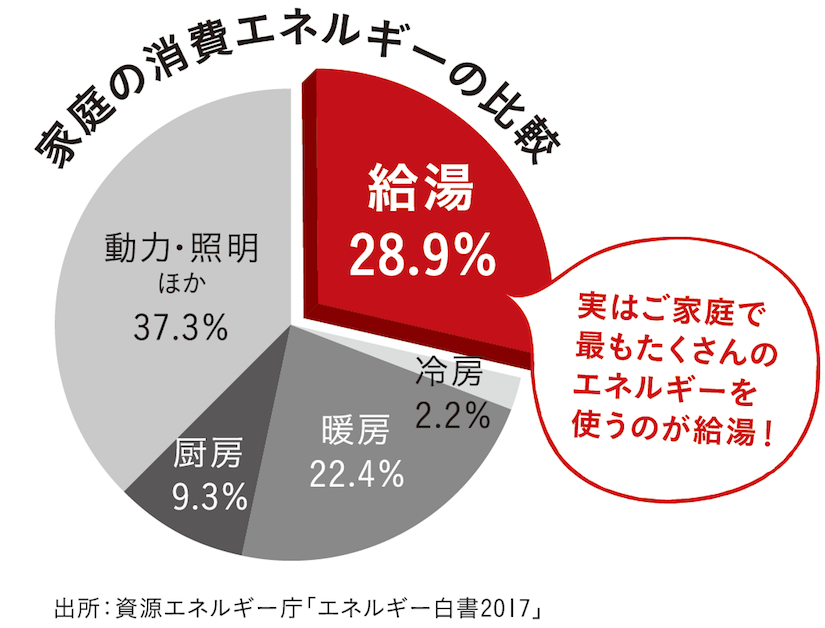 家庭の消費エネルギーの比較
給湯
28.9%
動力・照明
ほか
37.3%
冷房
2.2%
暖房
22.4%
厨房
9.3%
実はご家庭で
最もたくさんの
エネルギーを
使うのが給湯！
出所：資源エネルギー庁「エネルギー白書2017」